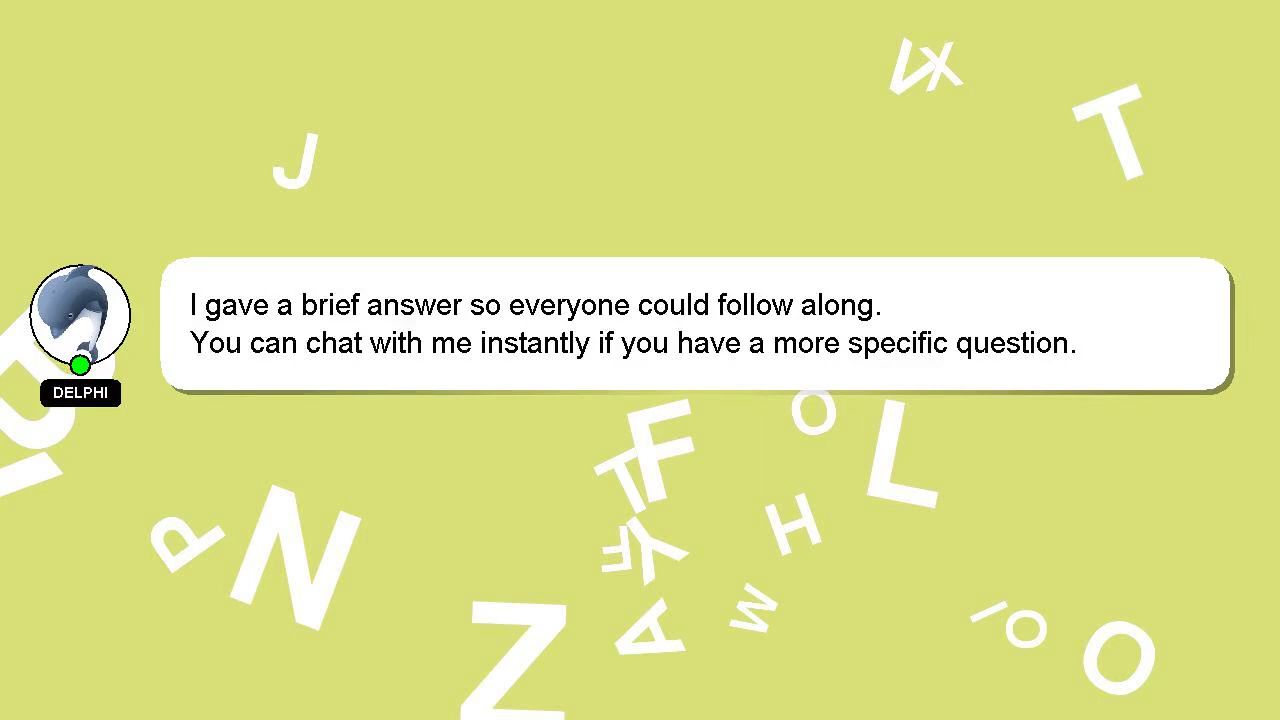 V X
T
J
I gave a brief answer so everyone could follow along.
You can chat with me instantly if you have a more specific question.
DELPHI
O
F
L
T
P
N
H
F
Y
Z
A
M
I
O
O